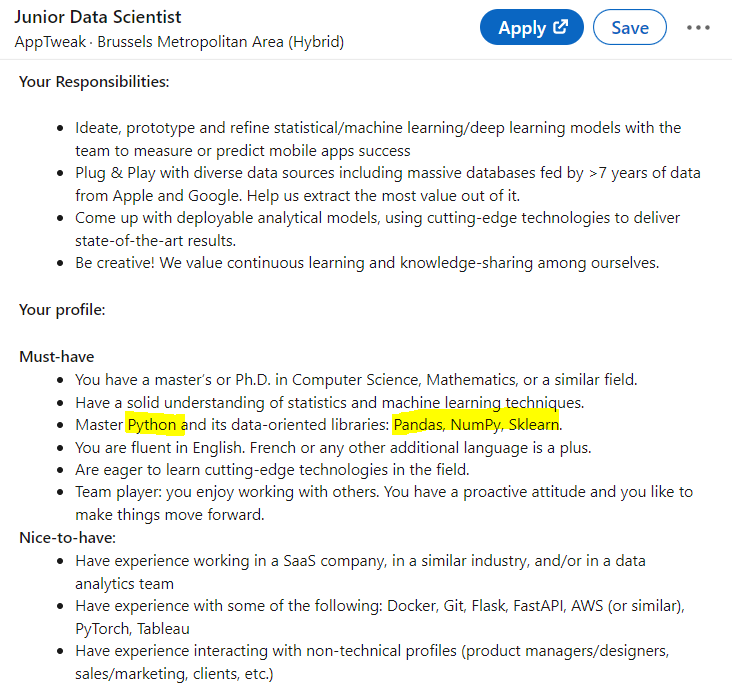 Junior Data Scientist
AppTweak · Brussels Metropolitan Area (Hybrid)
Apply
Save
Your Responsibilities:
Ideate, prototype and refine statistical/machine learning/deep learning models with the
team to measure or predict mobile apps success
Plug & Play with diverse data sources including massive databases fed by >7 years of data
from Apple and Google. Help us extract the most value out of it.
Come up with deployable analytical models, using cutting-edge technologies to deliver
state-of-the-art results.
Be creative! We value continuous learning and knowledge-sharing among ourselves.
Your profile:
Must-have
You have a master's or Ph.D. in Computer Science, Mathematics, or a similar field.
Have a solid understanding of statistics and machine learning techniques.
Master Python and its data-oriented libraries: Pandas, NumPy, Sklearn.
You are fluent in English. French or any other additional language is a plus.
Are eager to learn cutting-edge technologies in the field.
Team player: you enjoy working with others. You have a proactive attitude and you like to
make things move forward.
Nice-to-have:
Have experience working in a SaaS company, in a similar industry, and/or in a data
analytics team
Have experience with some of the following: Docker, Git, Flask, FastAPI, AWS (or similar),
PyTorch, Tableau
Have experience interacting with non-technical profiles (product managers/designers,
sales/marketing, clients, etc.)